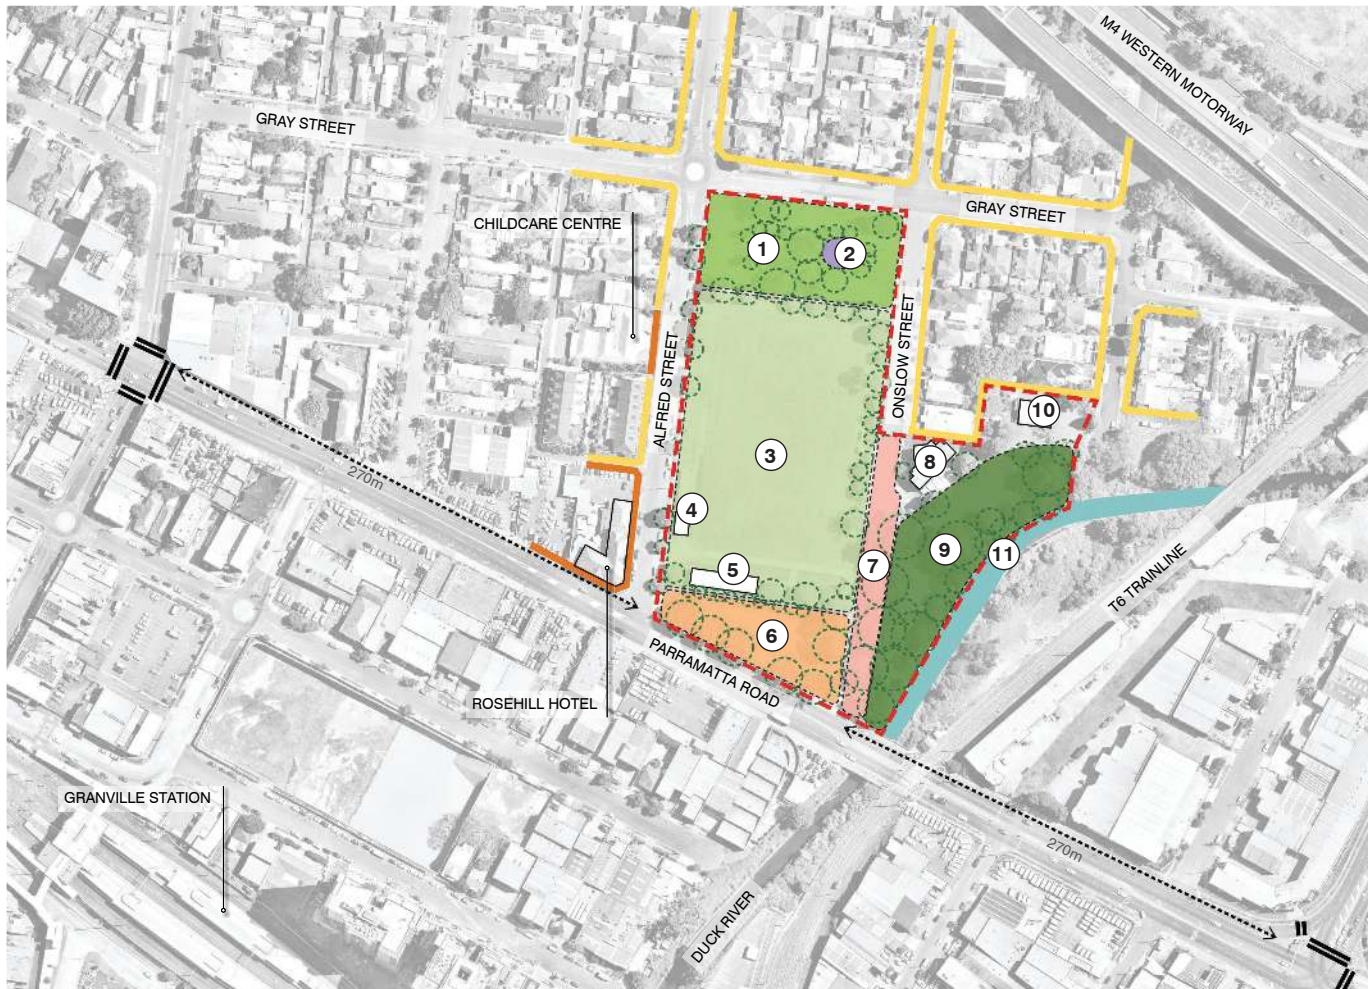 M4 WESTERN MOTORWAY
GRAY STREET
GRAY STREET
CHILDCARE CENTRE
1
2
ONSLOW STREET
ALFRED STREET
10
3
8
270m
4
9
11
7
5
T6 TRAINLINE
6
PARRAMATTA ROAD
ROSEHILL HOTEL
GRANVILLE STATION
270m
DUCK RIVER